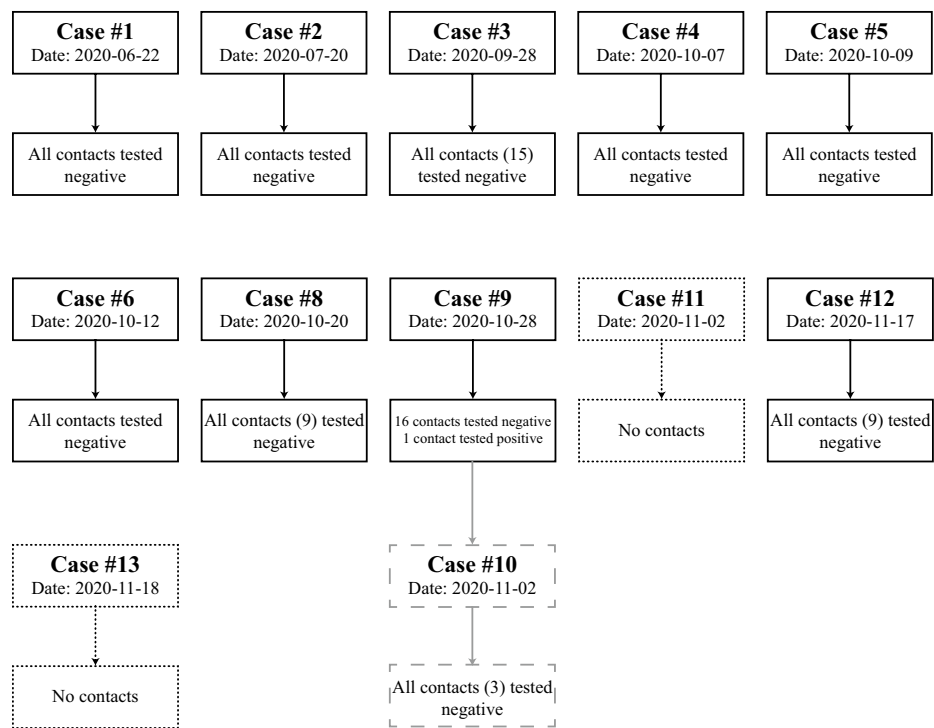 Case #1
Date: 2020-06-22
All contacts tested
negative
Case #2
Date: 2020-07-20
All contacts tested
negative
Case #3
Date: 2020-09-28
All contacts (15)
tested negative
Case #4
Date: 2020-10-07
All contacts tested
negative
Case #5
Date: 2020-10-09
All contacts tested
negative
Case #6
Date: 2020-10-12
All contacts tested
negative
Case #8
Date: 2020-10-20
All contacts (9) tested
negative
Case #9
Date: 2020-10-28
16 contacts tested negative
1 contact tested positive
Case #11
Date: 2020-11-02
No contacts
Case #12
Date: 2020-11-17
All contacts (9) tested
negative
Case #13
Date: 2020-11-18
No contacts
Case #10
Date: 2020-11-02
All contacts (3) tested
negative